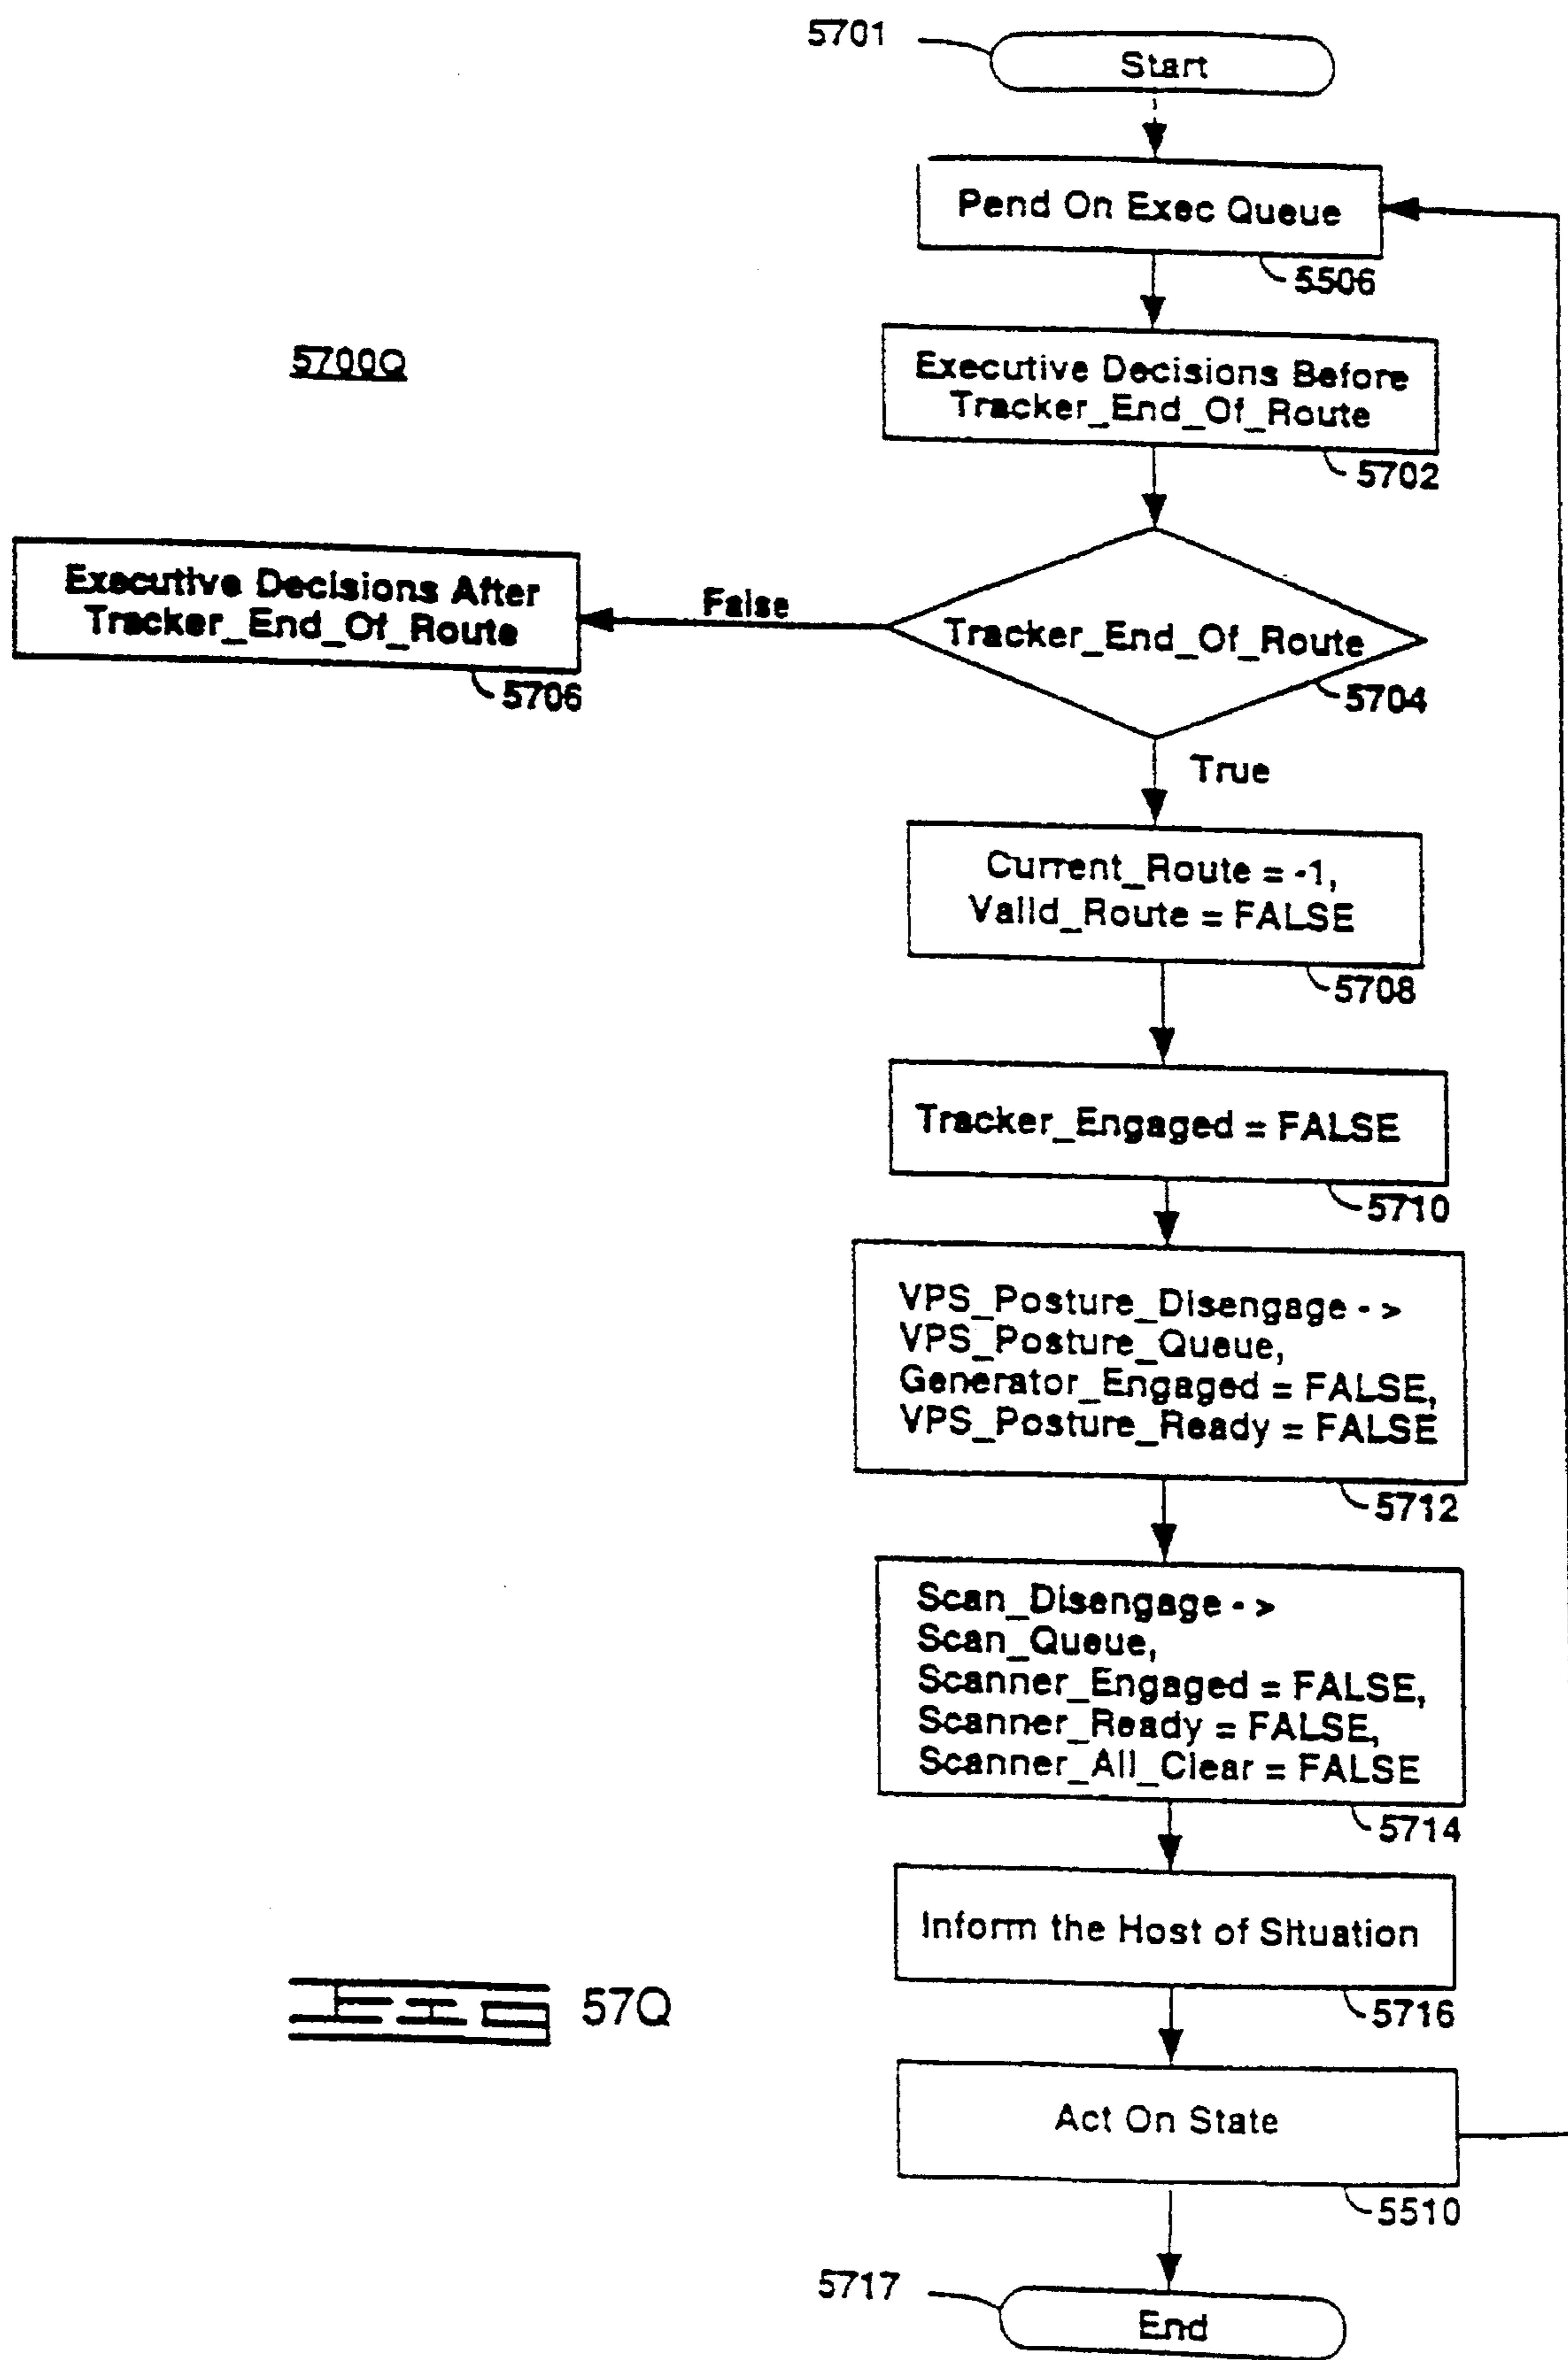 5701
Start
Pend On Exec Queue
5506
5700Q
Executive Decisions Before
Tracker_End_Of_Route
5702
Executive Decisions After
Tracker_End_Of_Route
5706
False
Tracker_End_Of_Route
5704
True
Current_Route = -1,
Valid_Route = FALSE
5708
Tracker_Engaged = FALSE
5710
VPS_Posture_Disengage - >
VPS_Posture_Queue,
Generator_Engaged = FALSE,
VPS_Posture_Ready = FALSE
5712
Scan_Disengage - >
Scan_Queue,
Scanner_Engaged = FALSE,
Scanner_Ready = FALSE,
Scanner_All_Clear = FALSE
5714
Inform the Host of Situation
5716
FIG 57Q
Act On State
5510
5717
End